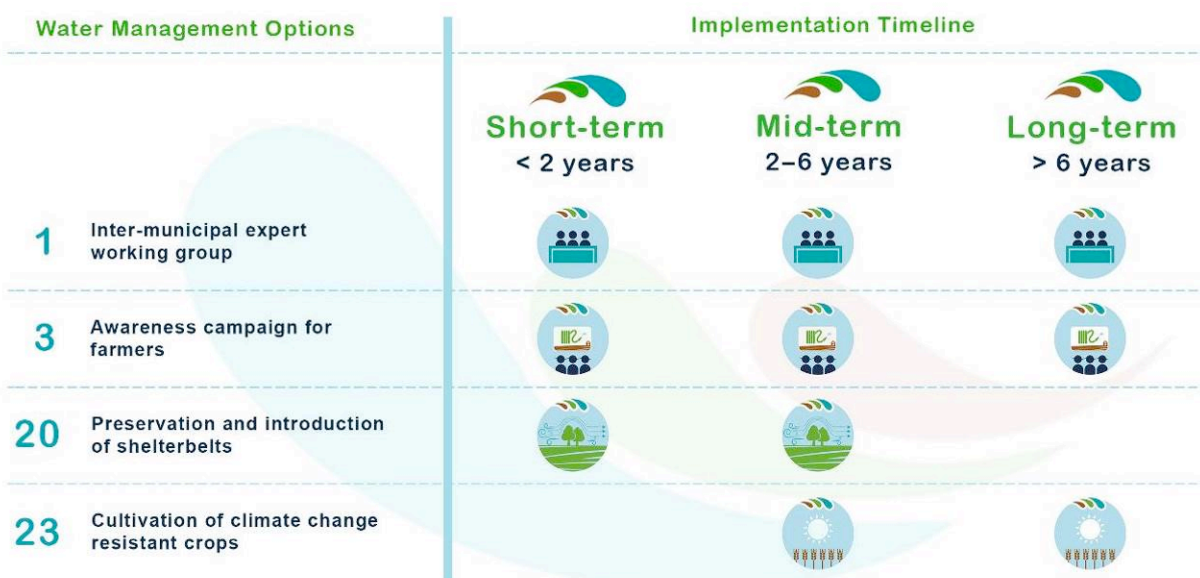 Water Management Options
Implementation Timeline
Short-term
Mid-term
Long-term
< 2 years
2–6 years
> 6 years
1
Inter-municipal expert
working group
3
Awareness campaign for
farmers
20
Preservation and introduction
of shelterbelts
23
Cultivation of climate change
resistant crops